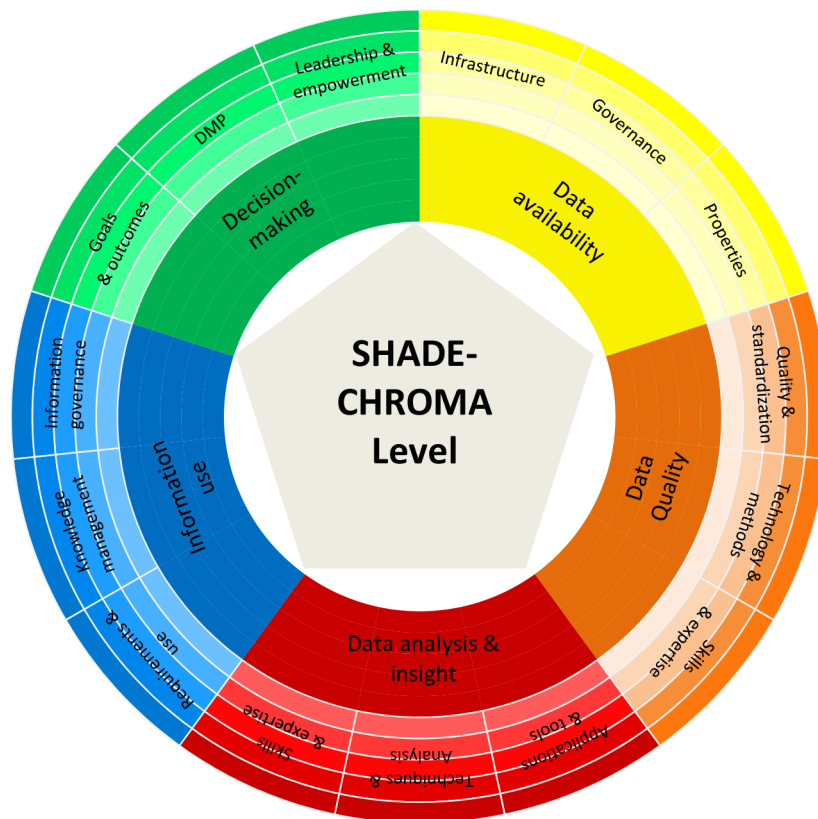 SHADE-
CHROMA
Level
Data
availability
Infrastructure
Governance
Properties
Data
Quality
Quality &
standardization
Technology &
methods
Skills
& expertise
Data analysis &
insight
Applications
& tools
Techniques &
Analysis
Skills
& expertise
Information
use
Requirements &
use
Knowledge
management
Information
governance
Decision-
making
Goals
& outcomes
DMP
Leadership &
empowerment